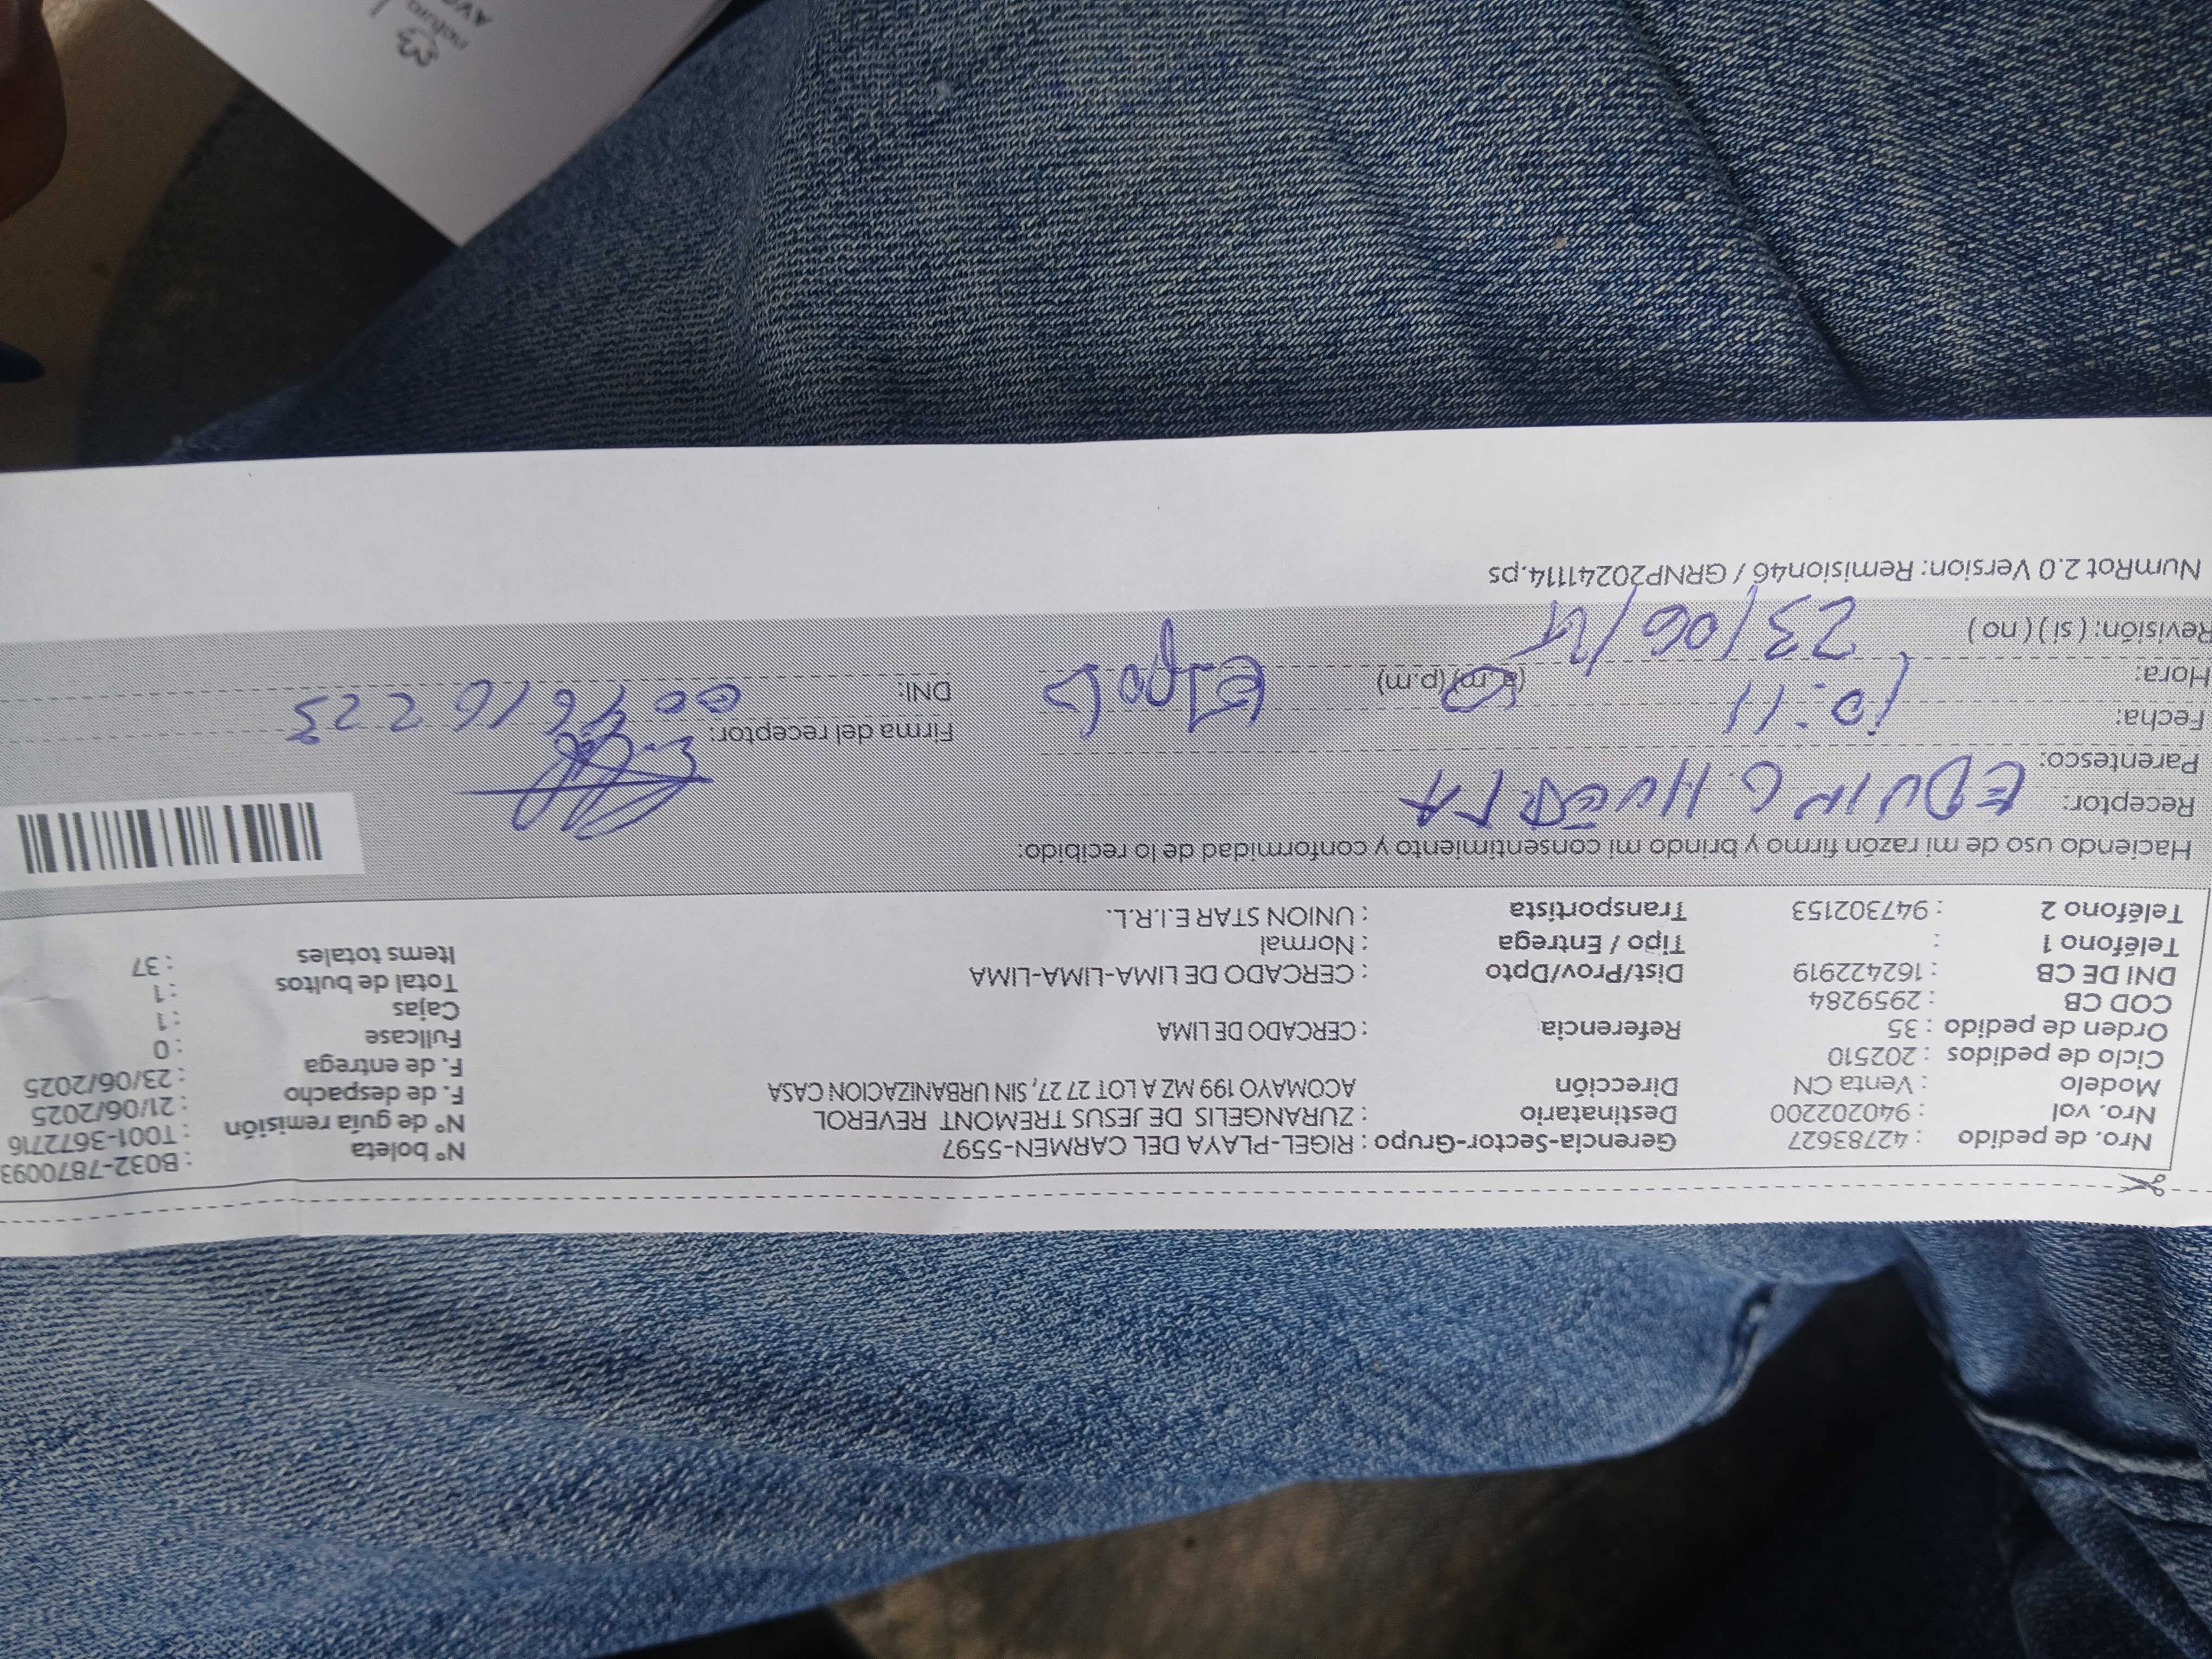 Nro. de pedido : 42783627 Gerencia-Sector-Grupo : RIGEL-PLAYA DEL CARMEN-5597 Nº boleta : B032-7870093
Nro. val : 940202200 Destinatario : ZURANGELIS DE JESUS TREMONT REVEROL Nº de guía remisión : T001-3672716
Modelo : Venta CN Dirección ACOMAYO 199 MZ A LOT 27 27, SIN URBANIZACION CASA F. de despacho : 21/06/2025
Ciclo de pedidos : 202510 F. de entrega : 23/06/2025
Orden de pedido : 35 Referencia : CERCADO DE LIMA Fullcase : 0
COD CB : 2959284 Cajas : 1
DNI DE CB : 162422919 Dist/Prov/Dpto : CERCADO DE LIMA-LIMA-LIMA Total de bultos : 1
Teléfono 1 : Tipo / Entrega : Normal Items totales : 37
Teléfono 2 : 947302153 Transportista : UNION STAR E.I.R.L.
Haciendo uso de mi razón firmo y brindo mi consentimiento y conformidad de lo recibido:
Receptor: EDUIN G. HUERTA
Parentesco:
Fecha: 10:11 Firma del receptor:
Hora: (a.m)(p.m) DNI:
Revisión: ( si ) ( no ) 23/06/
NumRot 2.0 Version: Remision46 / GRNP20241114.ps
natura